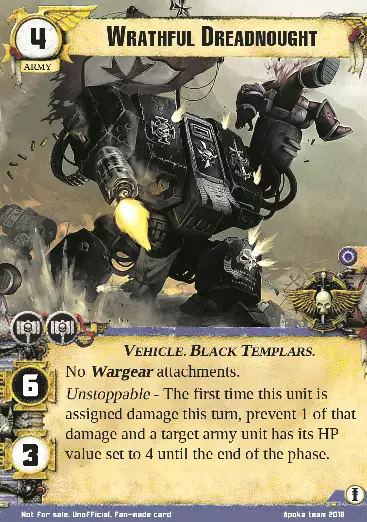 4
WRATHFUL DREADNOUGHT
ARMY
VEHICLE. BLACK TEMPLARS.
6
No Wargear attachments.
Unstoppable - The first time this unit is
assigned damage this turn, prevent 1 of that
damage and a target army unit has its HP
3
value set to 4 until the end of the phase.
Not for sale. Unofficial. Fan-made card
Apoka team 2018